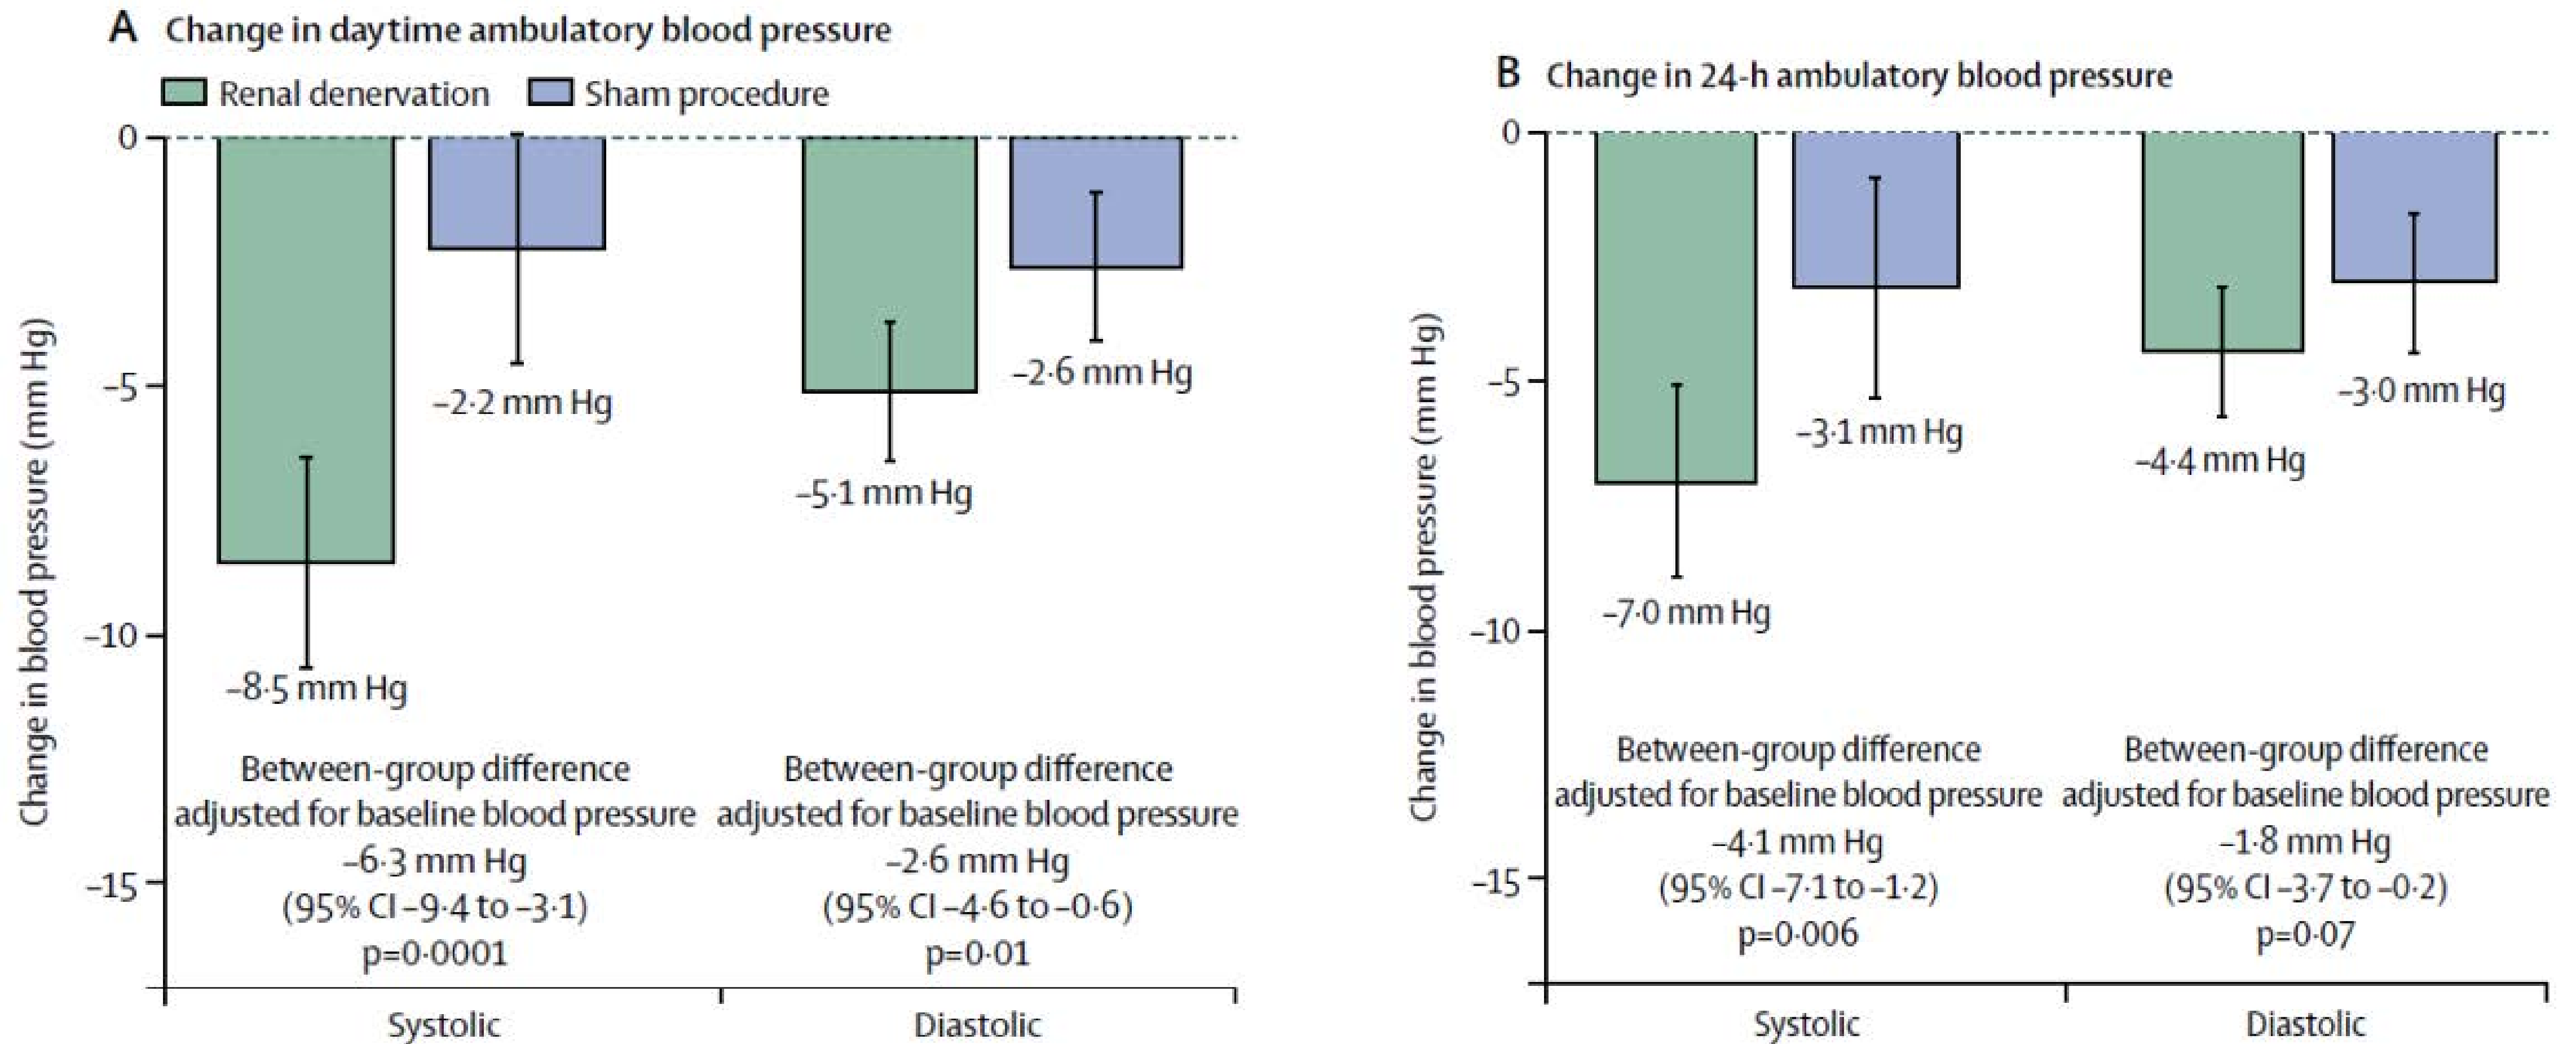 A Change in daytime ambulatory blood pressure
Renal denervation Sham procedure
Change in blood pressure (mm Hg)
0
–5
–10
–15
–8·5 mm Hg
–2·2 mm Hg
–5·1 mm Hg
–2·6 mm Hg
Between-group difference
adjusted for baseline blood pressure
–6·3 mm Hg
(95% CI –9·4 to –3·1)
p=0·0001
Between-group difference
adjusted for baseline blood pressure
–2·6 mm Hg
(95% CI –4·6 to –0·6)
p=0·01
Systolic
Diastolic
B Change in 24-h ambulatory blood pressure
Change in blood pressure (mm Hg)
0
–5
–10
–15
–7·0 mm Hg
–3·1 mm Hg
–4·4 mm Hg
–3·0 mm Hg
Between-group difference
adjusted for baseline blood pressure
–4·1 mm Hg
(95% CI –7·1 to –1·2)
p=0·006
Between-group difference
adjusted for baseline blood pressure
–1·8 mm Hg
(95% CI –3·7 to –0·2)
p=0·07
Systolic
Diastolic